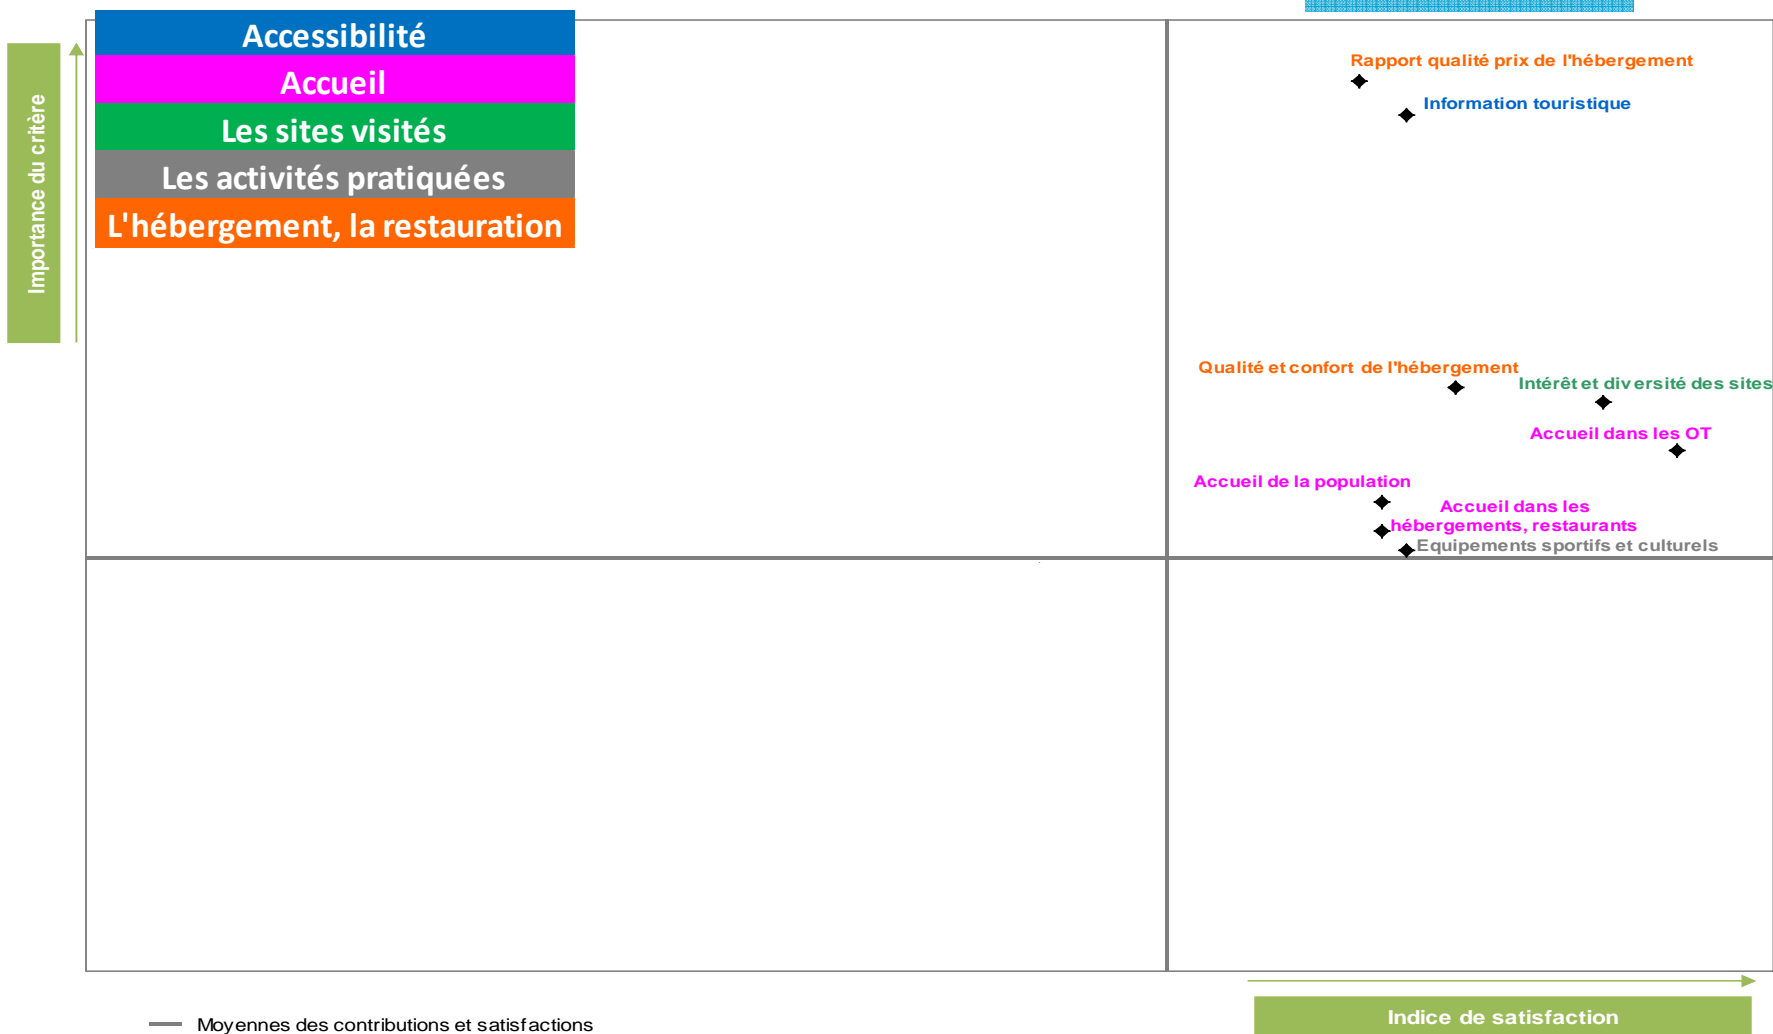 Importance du critère
Accessibilité
Accueil
Les sites visités
Les activités pratiquées
L'hébergement, la restauration
Rapport qualité prix de l'hébergement
Information touristique
Qualité et confort de l'hébergement
Intérêt et diversité des sites
Accueil dans les OT
Accueil de la population
Accueil dans les
hébergements, restaurants
Equipements sportifs et culturels
Moyennes des contributions et satisfactions
Indice de satisfaction